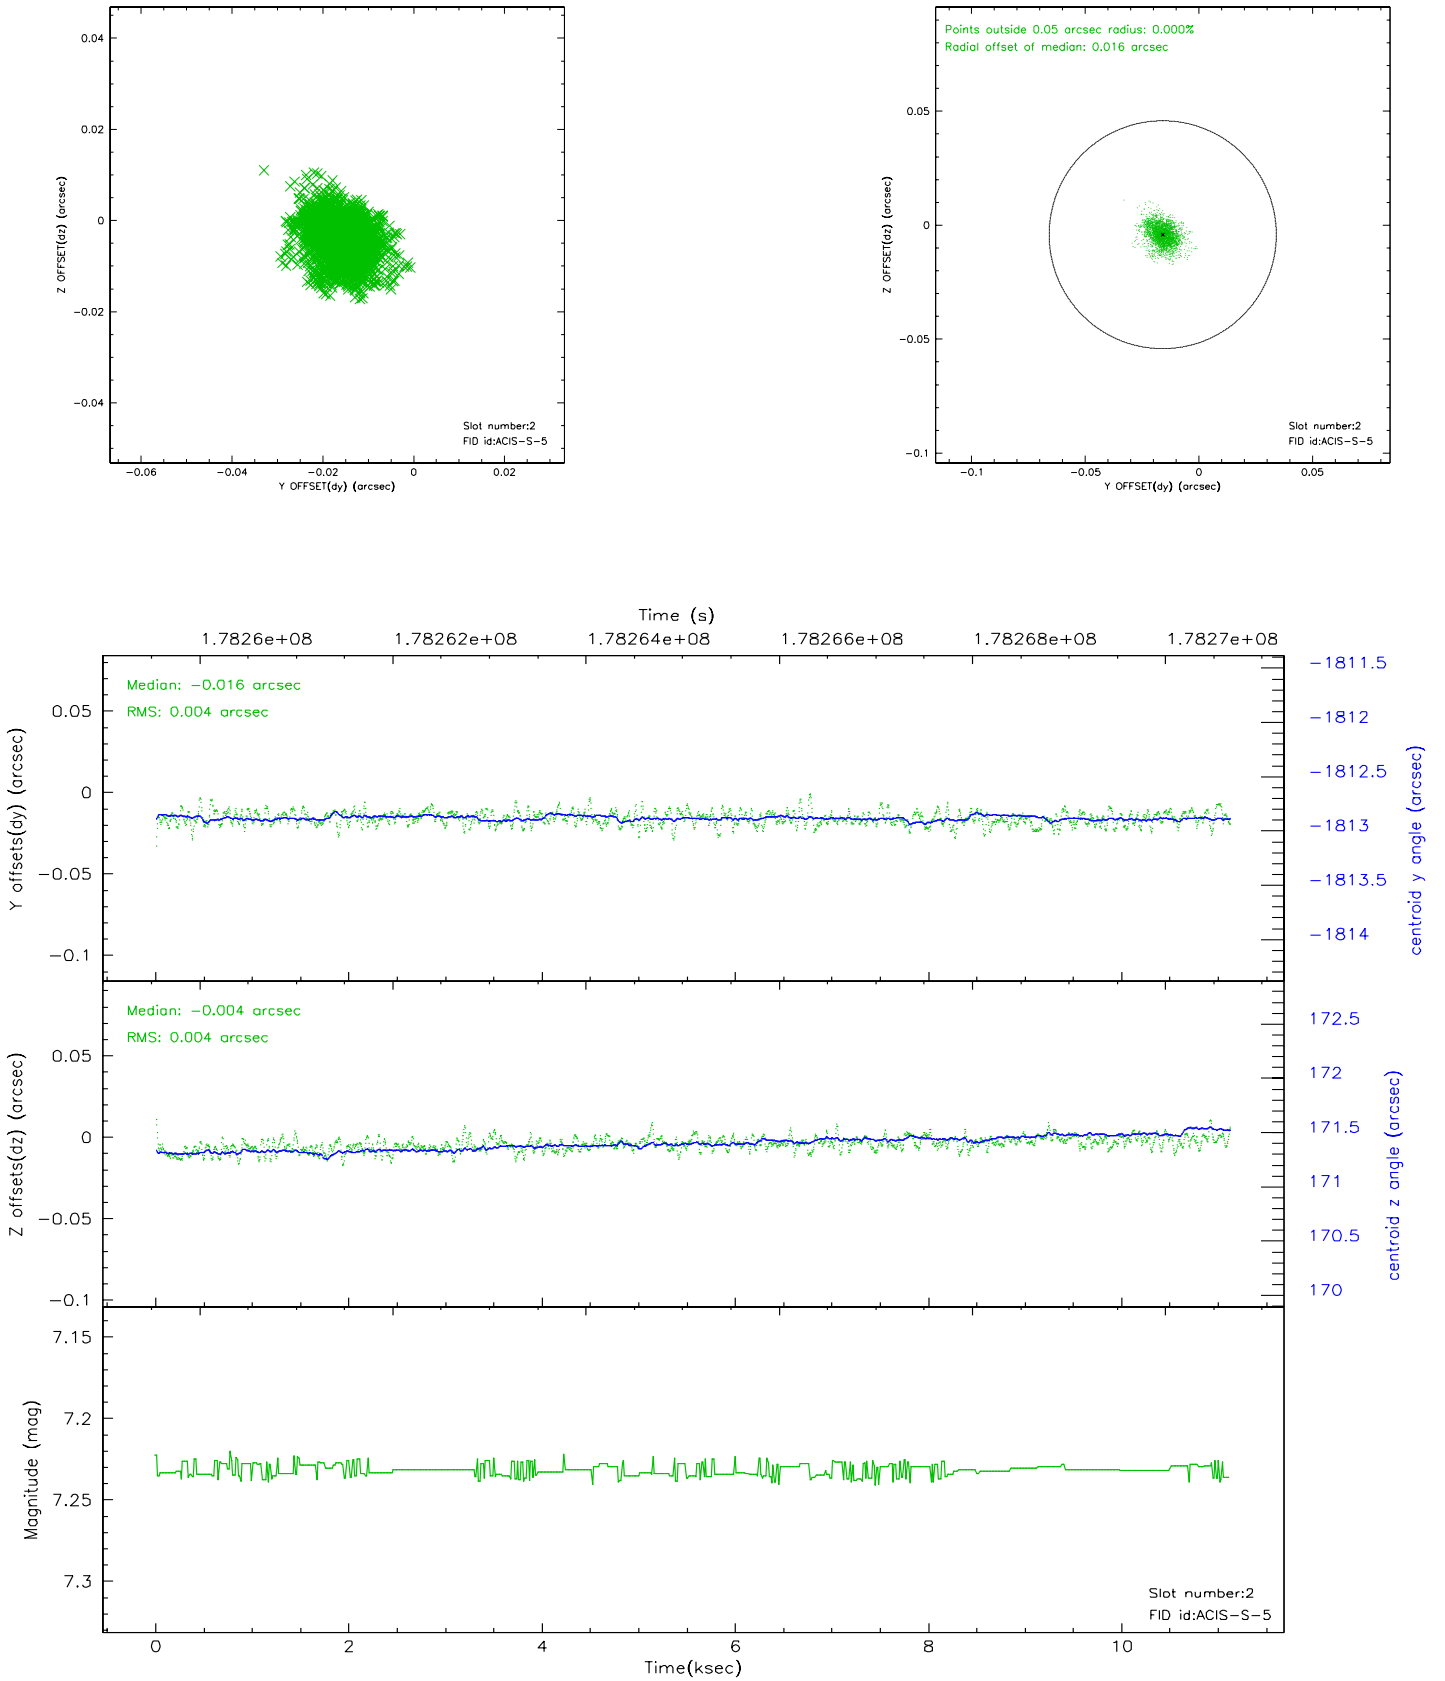 0.04
0.02
0
-0.02
-0.04
Z OFFSET(dz) (arcsec)
Slot number:2
FID id:ACIS-S-5
-0.06
-0.04
-0.02
0
0.02
Y OFFSET(dy) (arcsec)
Points outside 0.05 arcsec radius: 0.000%
Radial offset of median: 0.016 arcsec
0.05
0
-0.05
-0.1
Z OFFSET(dz) (arcsec)
Slot number:2
FID id:ACIS-S-5
-0.1
-0.05
0
0.05
Y OFFSET(dy) (arcsec)
Time (s)
1.7826e+08
1.78262e+08
1.78264e+08
1.78266e+08
1.78268e+08
1.7827e+08
Median: -0.016 arcsec
RMS: 0.004 arcsec
0.05
0
-0.05
-0.1
Y offsets(dy) (arcsec)
-1811.5
-1812
-1812.5
-1813
-1813.5
-1814
centroid y angle (arcsec)
Median: -0.004 arcsec
RMS: 0.004 arcsec
0.05
0
-0.05
-0.1
Z offsets(dz) (arcsec)
172.5
172
171.5
171
170.5
170
centroid z angle (arcsec)
7.15
7.2
7.25
7.3
Magnitude (mag)
Slot number:2
FID id:ACIS-S-5
0
2
4
6
8
10
Time(ksec)